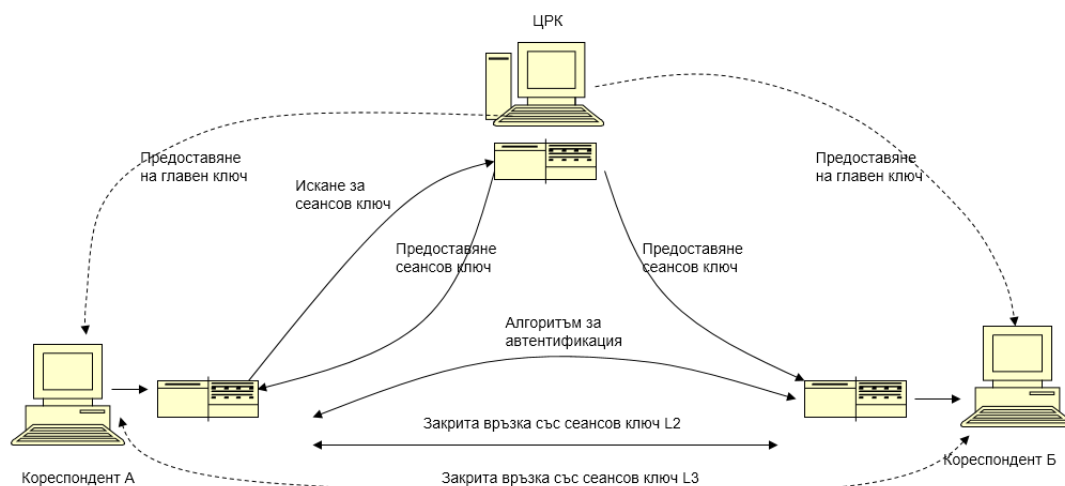 ЦРК
Предоставяне
на главен ключ
Предоставяне
на главен ключ
Искане за
сеансов ключ
Предоставяне
сеансов ключ
Предоставяне
сеансов ключ
Алгоритъм за
автентификация
Закрита връзка със сеансов ключ L2
Кореспондент А
Закрита връзка със сеансов ключ L3
Кореспондент Б